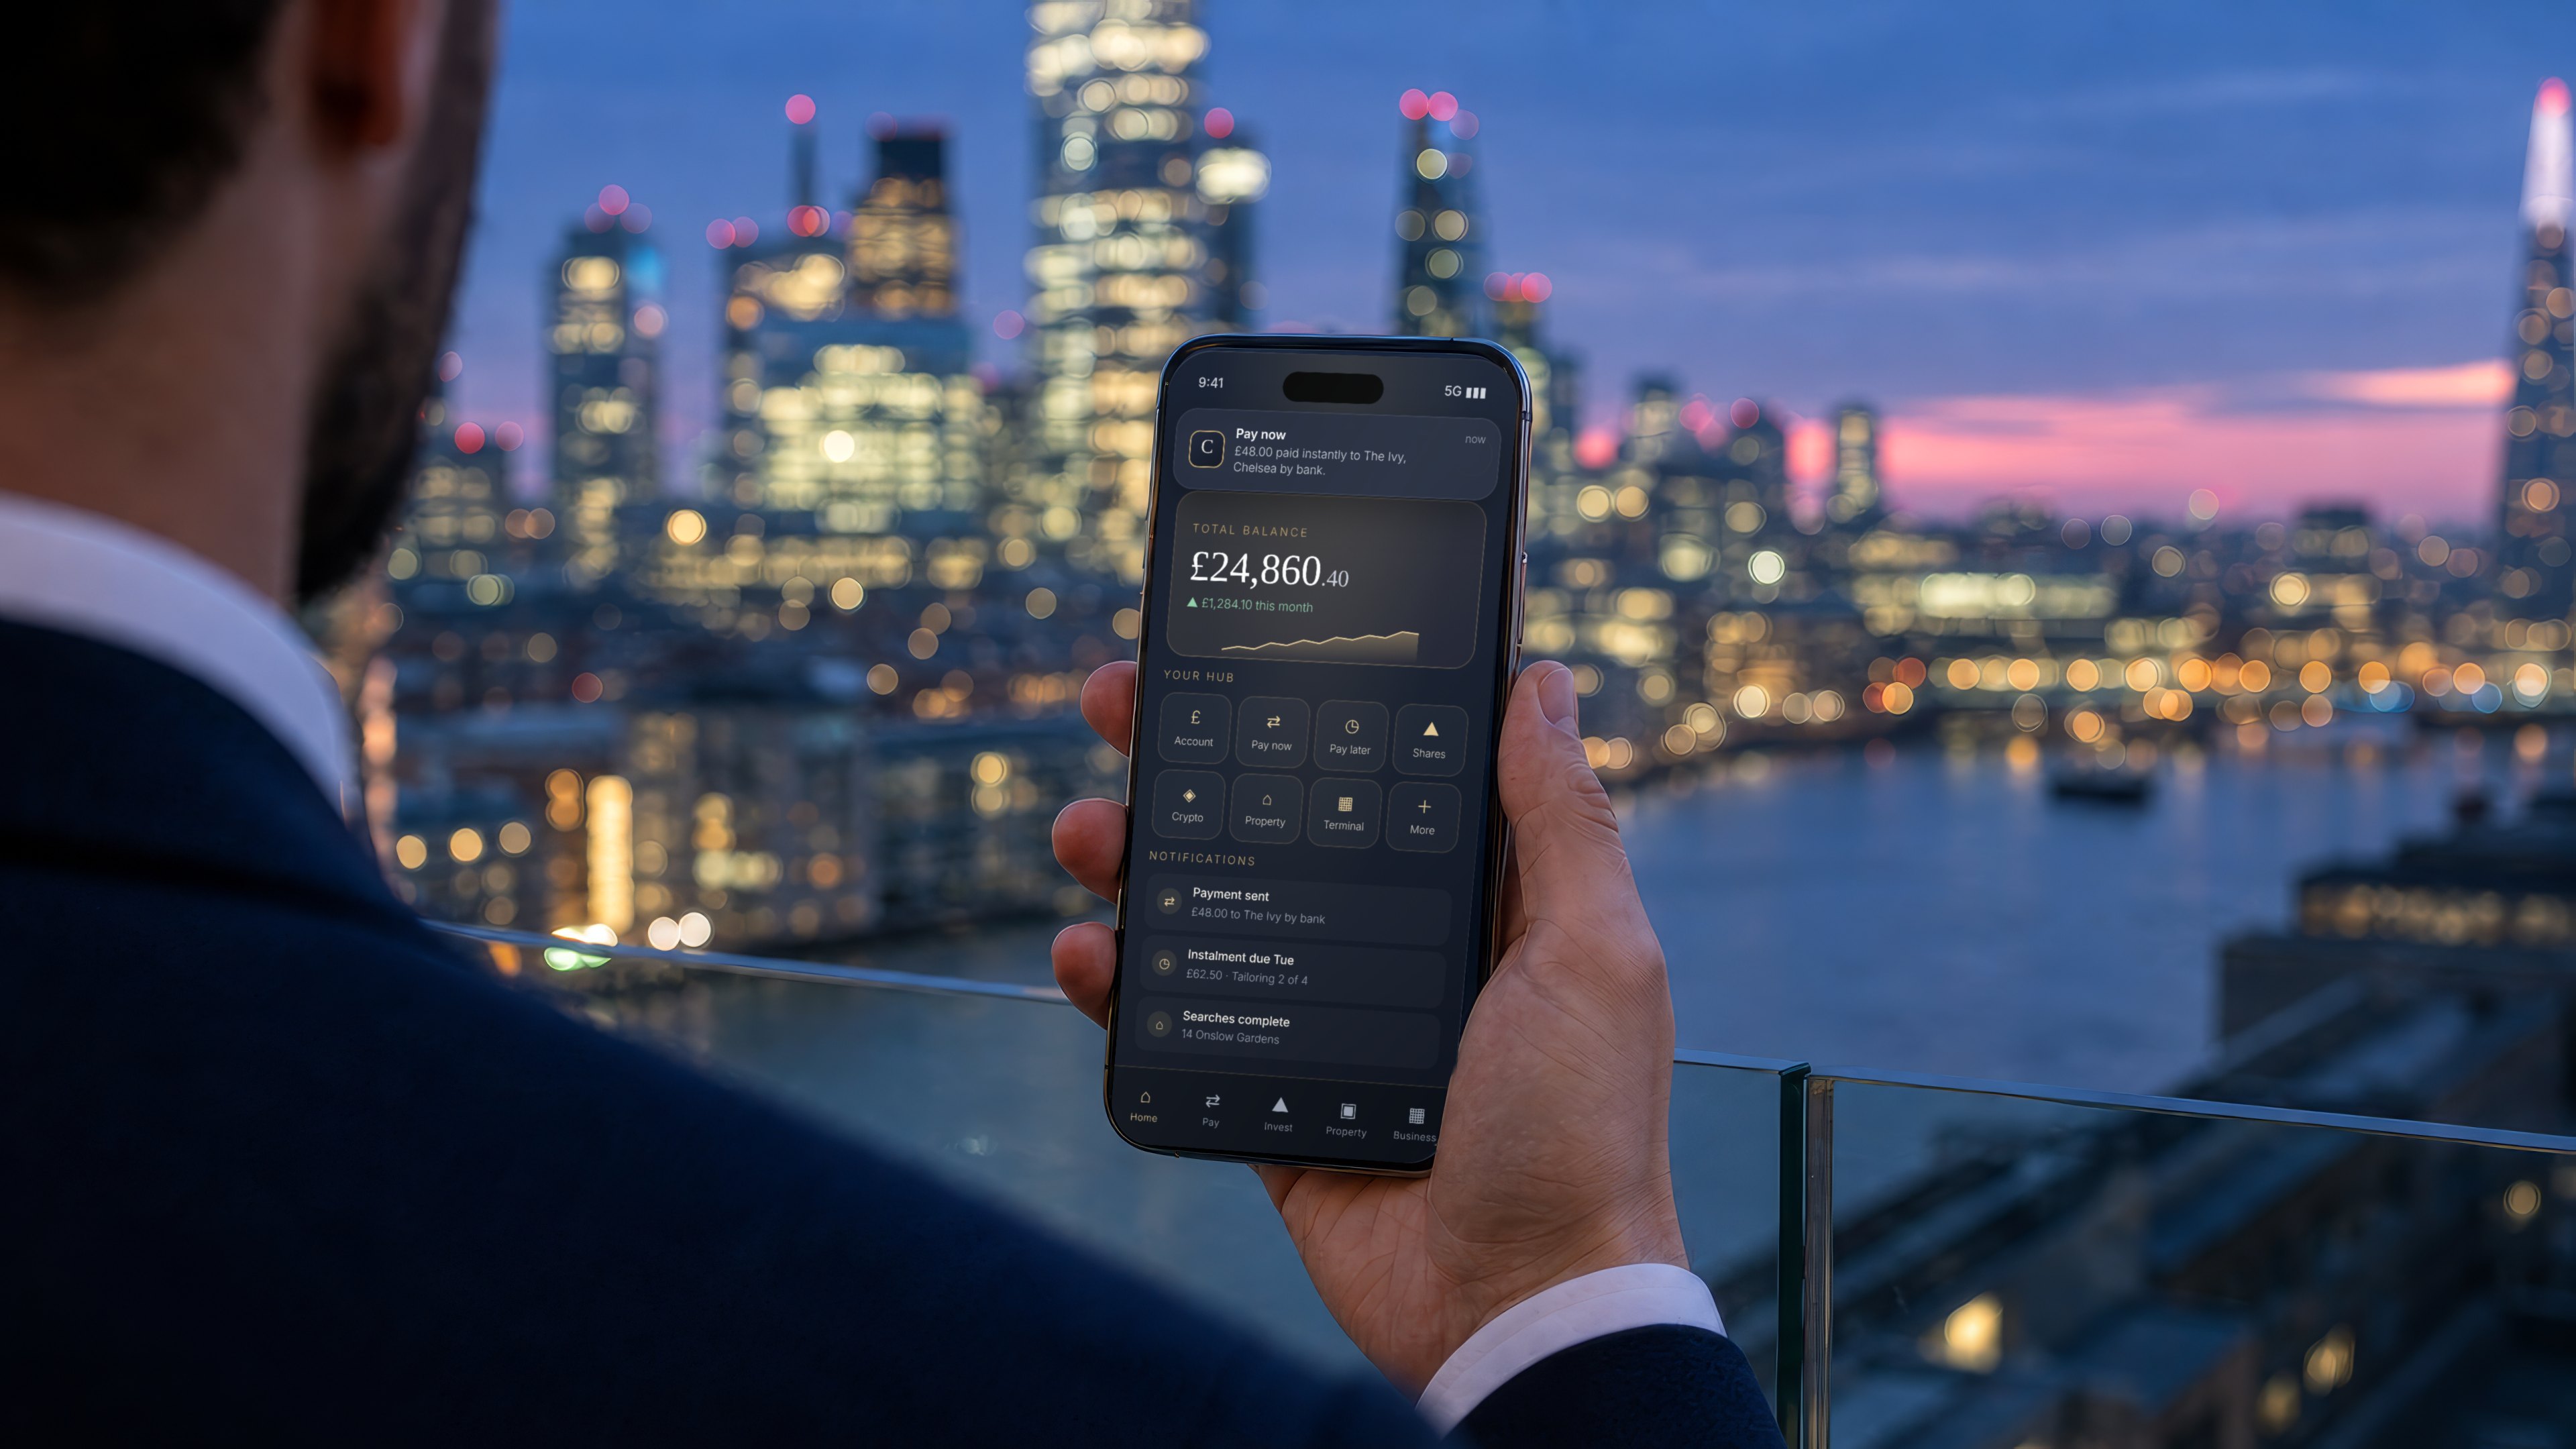 9:41
5G
C
Pay now
now
£48.00 paid instantly to The Ivy,
Chelsea by bank.
TOTAL BALANCE
£24,860.40
▲ £1,284.10 this month
YOUR HUB
£
Account
Pay now
Pay later
Shares
Crypto
Property
Terminal
More
NOTIFICATIONS
Payment sent
£48.00 to The Ivy by bank
Instalment due Tue
£62.50 · Tailoring 2 of 4
Searches complete
14 Onslow Gardens
Home
Pay
Invest
Property
Business